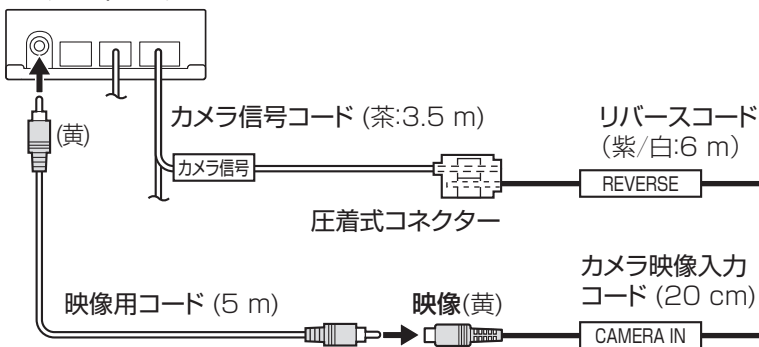 カメラ信号コード (茶:3.5 m)
リバースコード
(紫/白:6 m)
(黄)
カメラ信号
REVERSE
圧着式コネクター
カメラ映像入力
コード (20 cm)
映像用コード (5 m)
映像(黄)
CAMERA IN